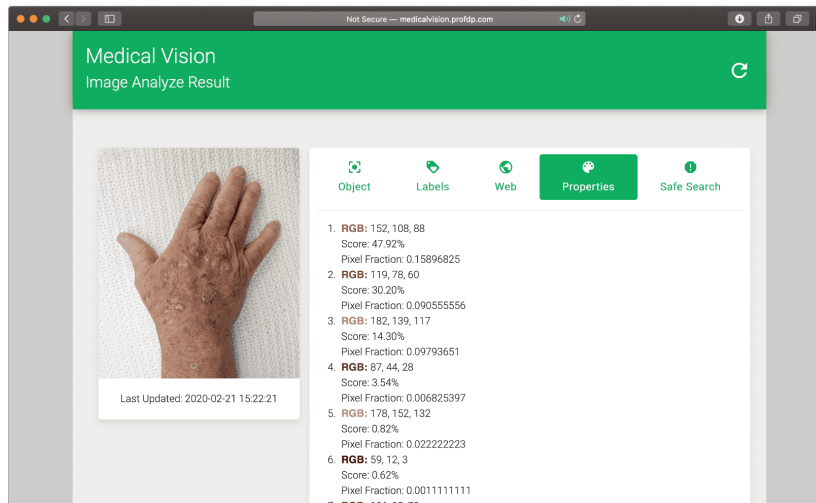 Not Secure — medicalvision.profdp.com
Medical Vision
Image Analyze Result
Object
Labels
Web
Properties
Safe Search
Last Updated: 2020-02-21 15:22:21
1. RGB: 152, 108, 88
Score: 47.92%
Pixel Fraction: 0.15896825
2. RGB: 119, 78, 60
Score: 30.20%
Pixel Fraction: 0.090555556
3. RGB: 182, 139, 117
Score: 14.30%
Pixel Fraction: 0.09793651
4. RGB: 87, 44, 28
Score: 3.54%
Pixel Fraction: 0.006825397
5. RGB: 178, 152, 132
Score: 0.82%
Pixel Fraction: 0.022222223
6. RGB: 59, 12, 3
Score: 0.62%
Pixel Fraction: 0.0011111111